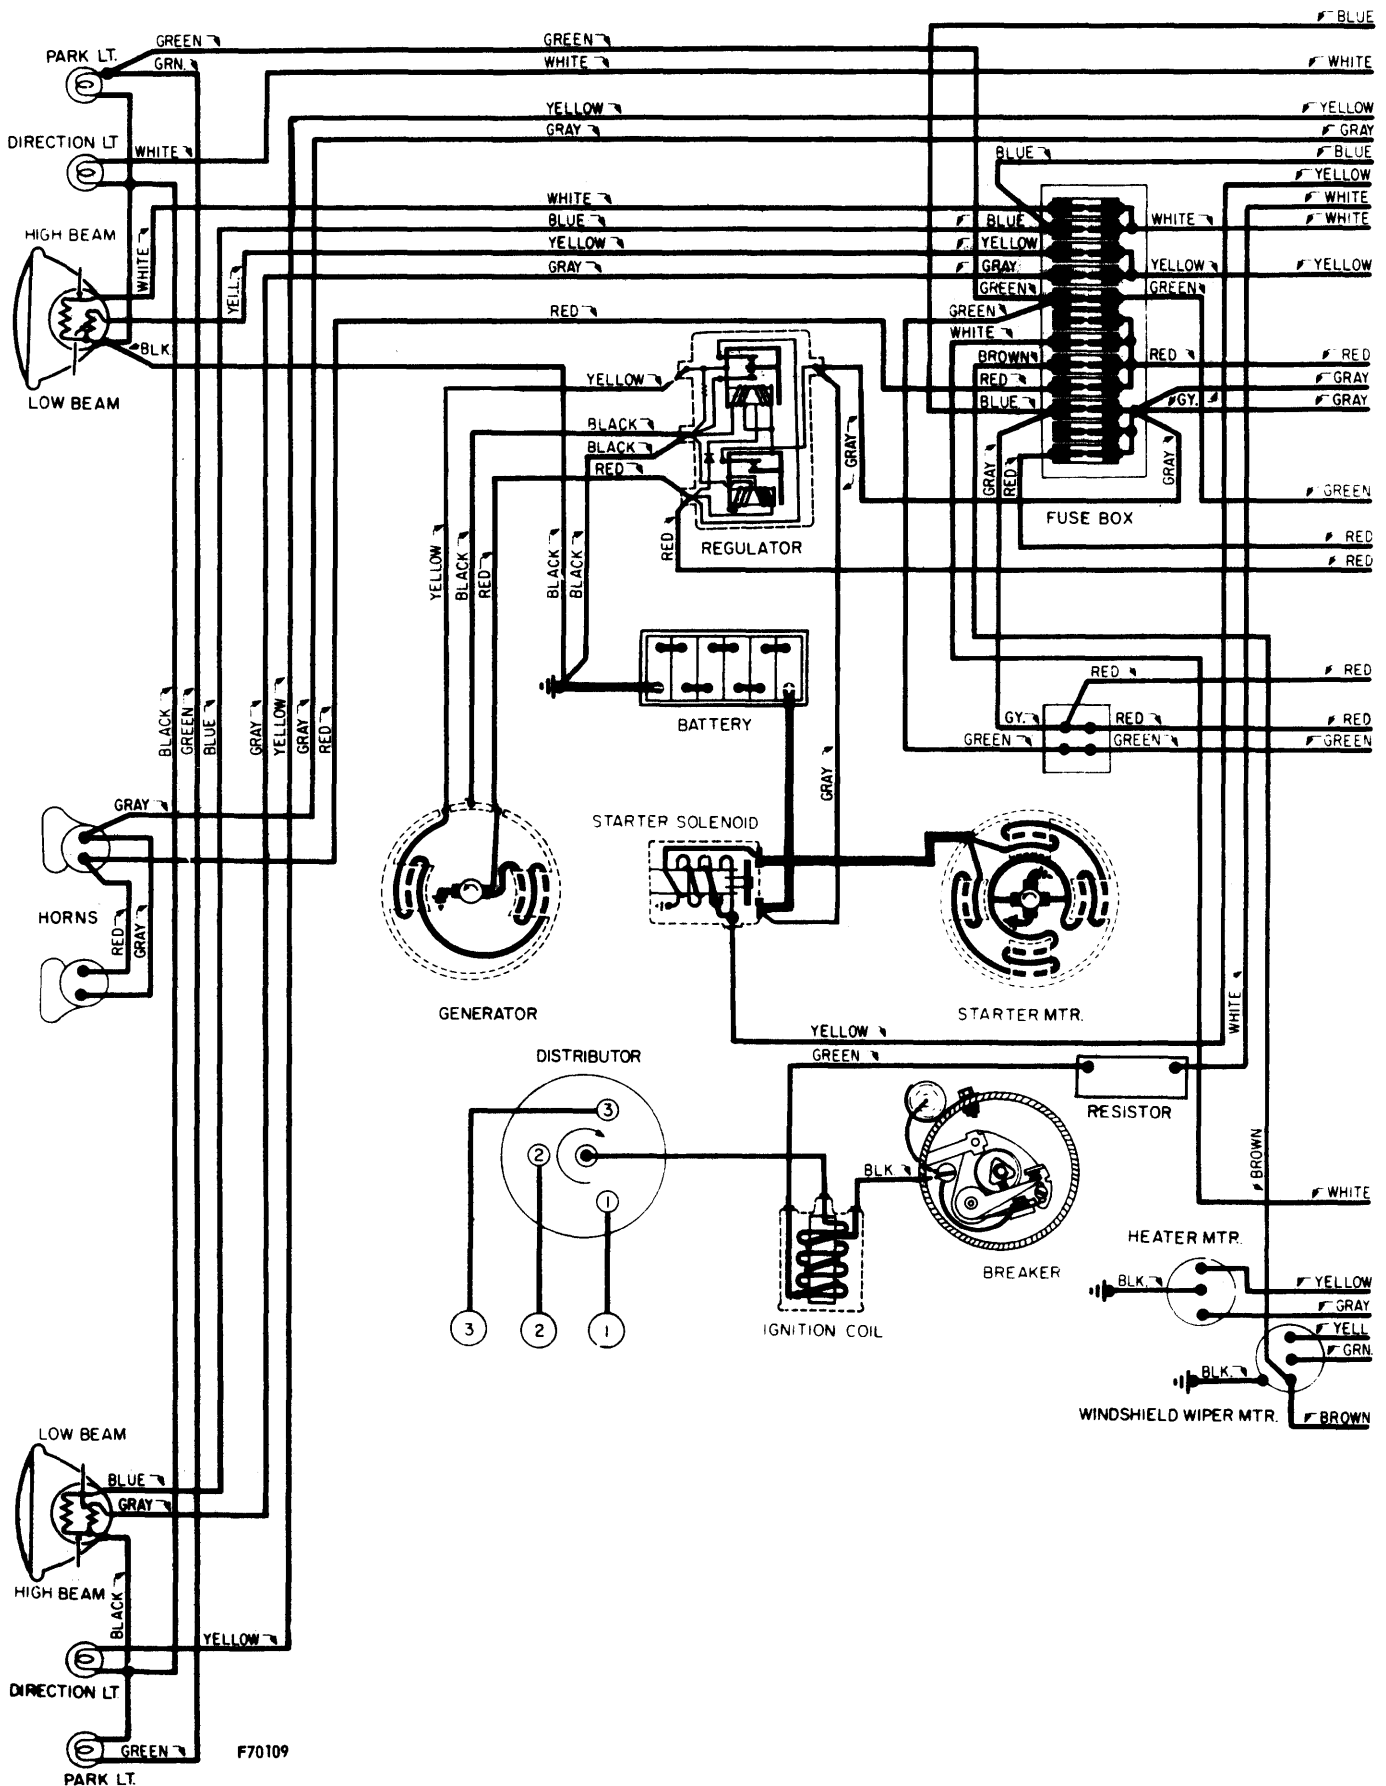 BLUE
GREEN
GREEN
PARK LT.
GRN.
WHITE
WHITE
YELLOW
YELLOW
GRAY
GRAY
DIRECTION LT
WHITE
BLUE
BLUE
YELLOW
WHITE
WHITE
WHITE
BLUE
BLUE
WHITE
HIGH BEAM
WHITE
YELLOW
YELLOW
GRAY
GRAY
YELLOW
YELLOW
YELL.
GREEN
GREEN
RED
GREEN
WHITE
BLK.
BROWN
RED
RED
LOW BEAM
YELLOW
RED
GRAY
BLUE
GY.
GRAY
BLACK
BLACK
GRAY
RED
GRAY
RED
GRAY
GREEN
FUSE BOX
YELLOW
BLACK
RED
BLACK
BLACK
RED
REGULATOR
RED
RED
RED
RED
BATTERY
GY.
RED
RED
GREEN
GREEN
GREEN
BLACK
GREEN
BLUE
GRAY
YELLOW
GRAY
RED
GRAY
GRAY
STARTER SOLENOID
HORNS
RED
GRAY
GENERATOR
STARTER MTR.
WHITE
YELLOW
DISTRIBUTOR
GREEN
RESISTOR
3
2
1
BLK.
BROWN
WHITE
HEATER MTR.
BREAKER
BLK.
YELLOW
GRAY
3
2
1
IGNITION COIL
YELL
GRN.
BLK.
WINDSHIELD WIPER MTR.
BROWN
LOW BEAM
BLUE
GRAY
HIGH BEAM
BLACK
YELLOW
DIRECTION LT
GREEN
F70109
PARK LT.